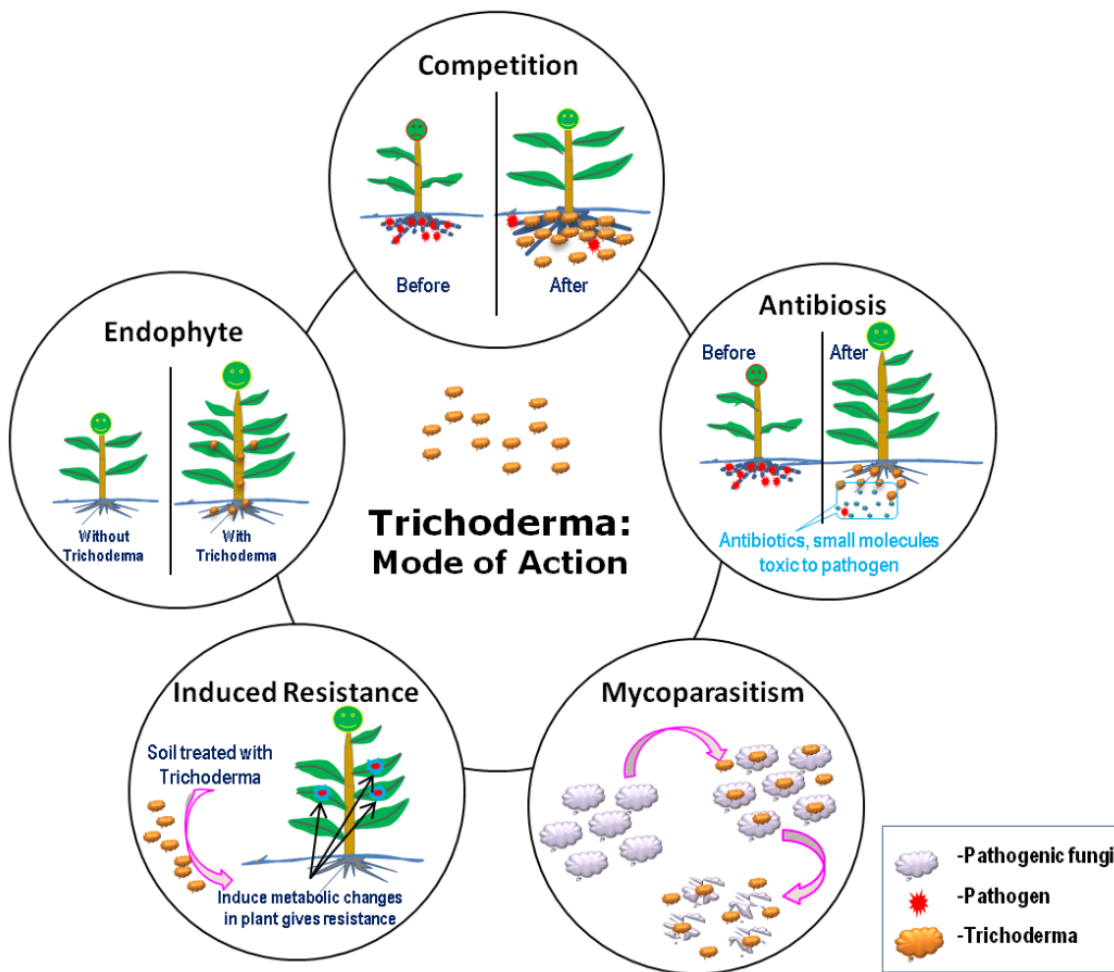 Competition
Before
After
Antibiosis
Before
After
Antibiotics, small molecules
toxic to pathogen
Endophyte
Without
Trichoderma
With
Trichoderma
Trichoderma:
Mode of Action
Induced Resistance
Soil treated with
Trichoderma
Induce metabolic changes
in plant gives resistance
Mycoparasitism
-Pathogenic fungi
-Pathogen
-Trichoderma